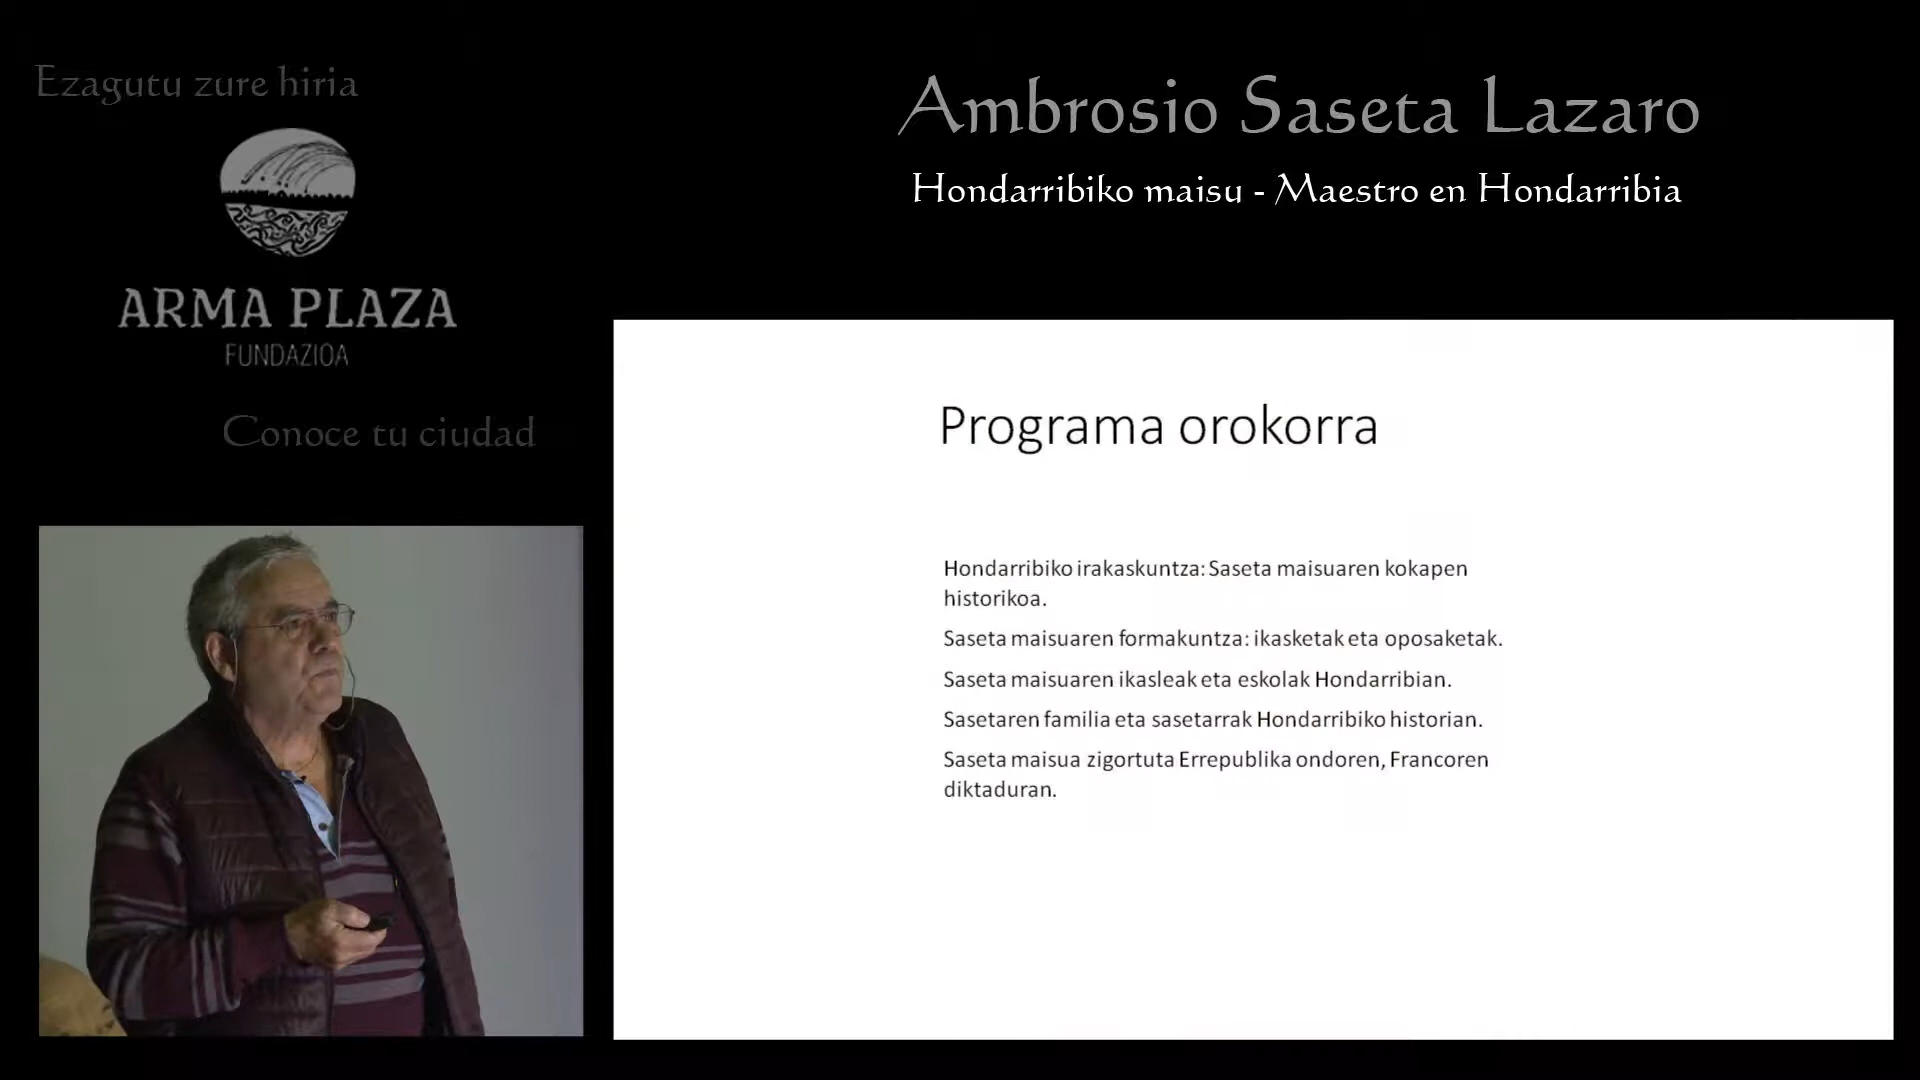 Ezagutu zure hiria
ARMA PLAZA
FUNDAZIOA
Conoce tu ciudad
Ambrosio Saseta Lazaro
Hondarribiko maisu - Maestro en Hondarribia
Programa orokorra
Hondarribiko irakaskuntza: Saseta maisuaren kokapen
historikoa.
Saseta maisuaren formakuntza: ikasketak eta oposaketak.
Saseta maisuaren ikasleak eta eskolak Hondarribian.
Sasetaren familia eta sasetarrak Hondarribiko historian.
Saseta maisua zigortuta Errepublika ondoren, Francoren
diktaduran.